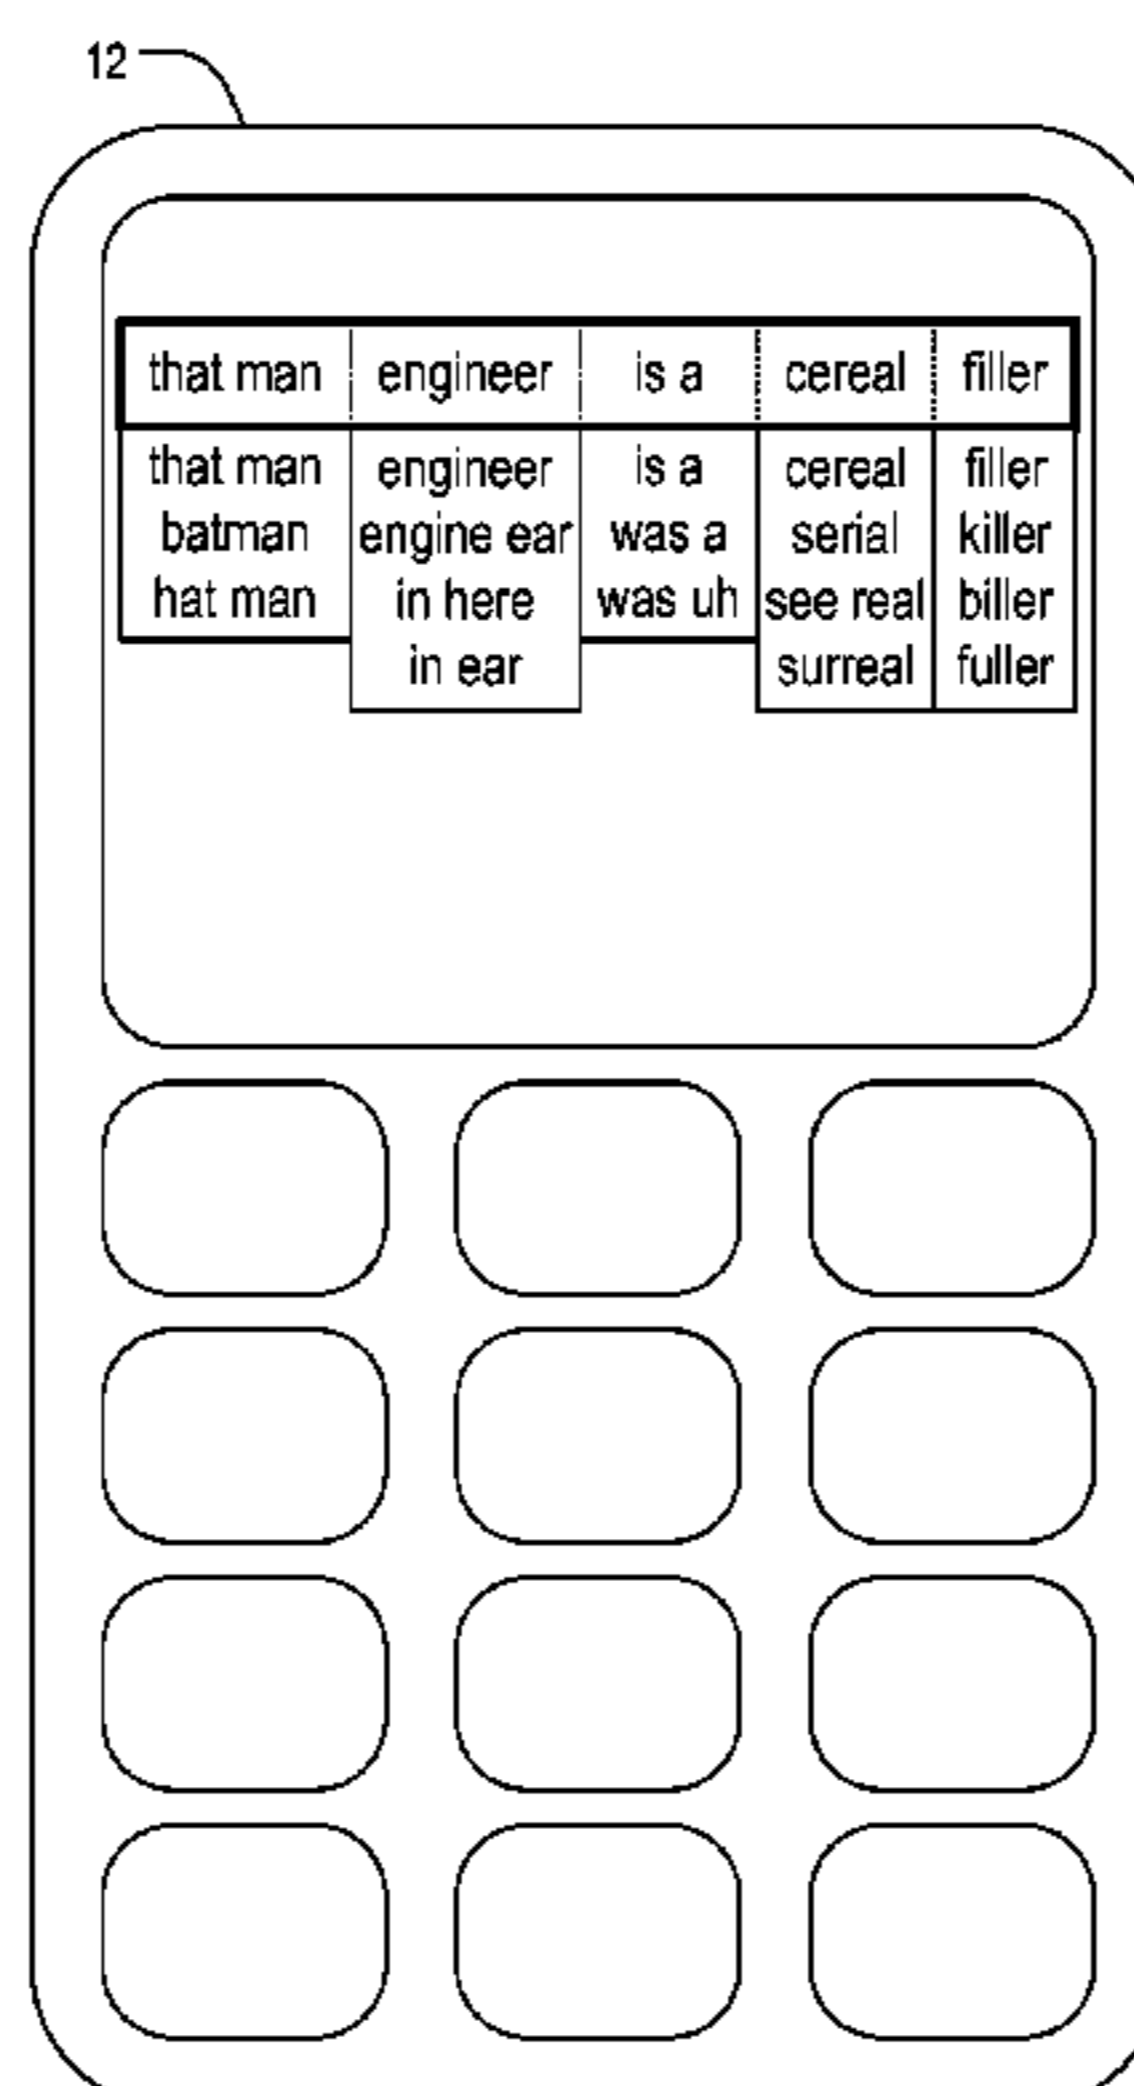 12
that man engineer is a cereal filler
that man engineer is a cereal filler
batman engine ear was a serial killer
hat man in here was uh see real biller
in ear surreal fuller